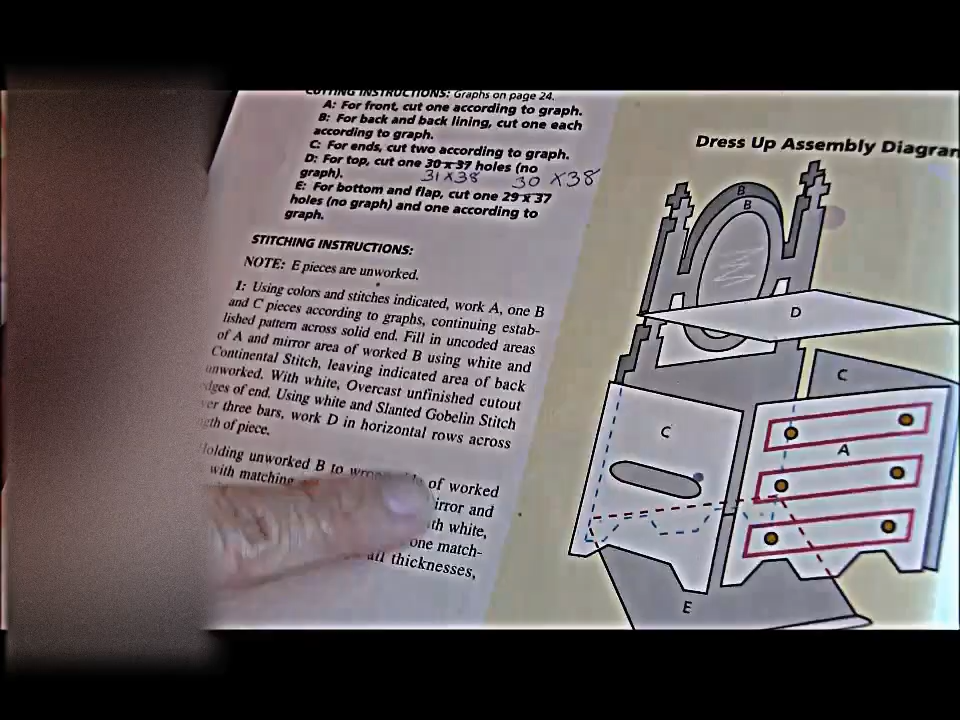 CUTTING INSTRUCTIONS: Graphs on page 24.
A: For front, cut one according to graph.
B: For back and back lining, cut one each
according to graph.
C: For ends, cut two according to graph.
D: For top, cut one 30 x 37 holes (no
graph). 31 x 38 30 x 38
E: For bottom and flap, cut one 29 x 37
holes (no graph) and one according to
graph.
STITCHING INSTRUCTIONS:
NOTE: E pieces are unworked.
1: Using colors and stitches indicated, work A, one B
and C pieces according to graphs, continuing estab-
lished pattern across solid end. Fill in uncoded areas
of A and mirror area of worked B using white and
Continental Stitch, leaving indicated area of back
unworked. With white, Overcast unfinished cutout
edges of end. Using white and Slanted Gobelin Stitch
over three bars, work D in horizontal rows across
of piece.
Holding unworked B to of worked
with matching and
white,
one match-
all thicknesses,
Dress Up Assembly Diagram
B
B
D
C
C
A
E